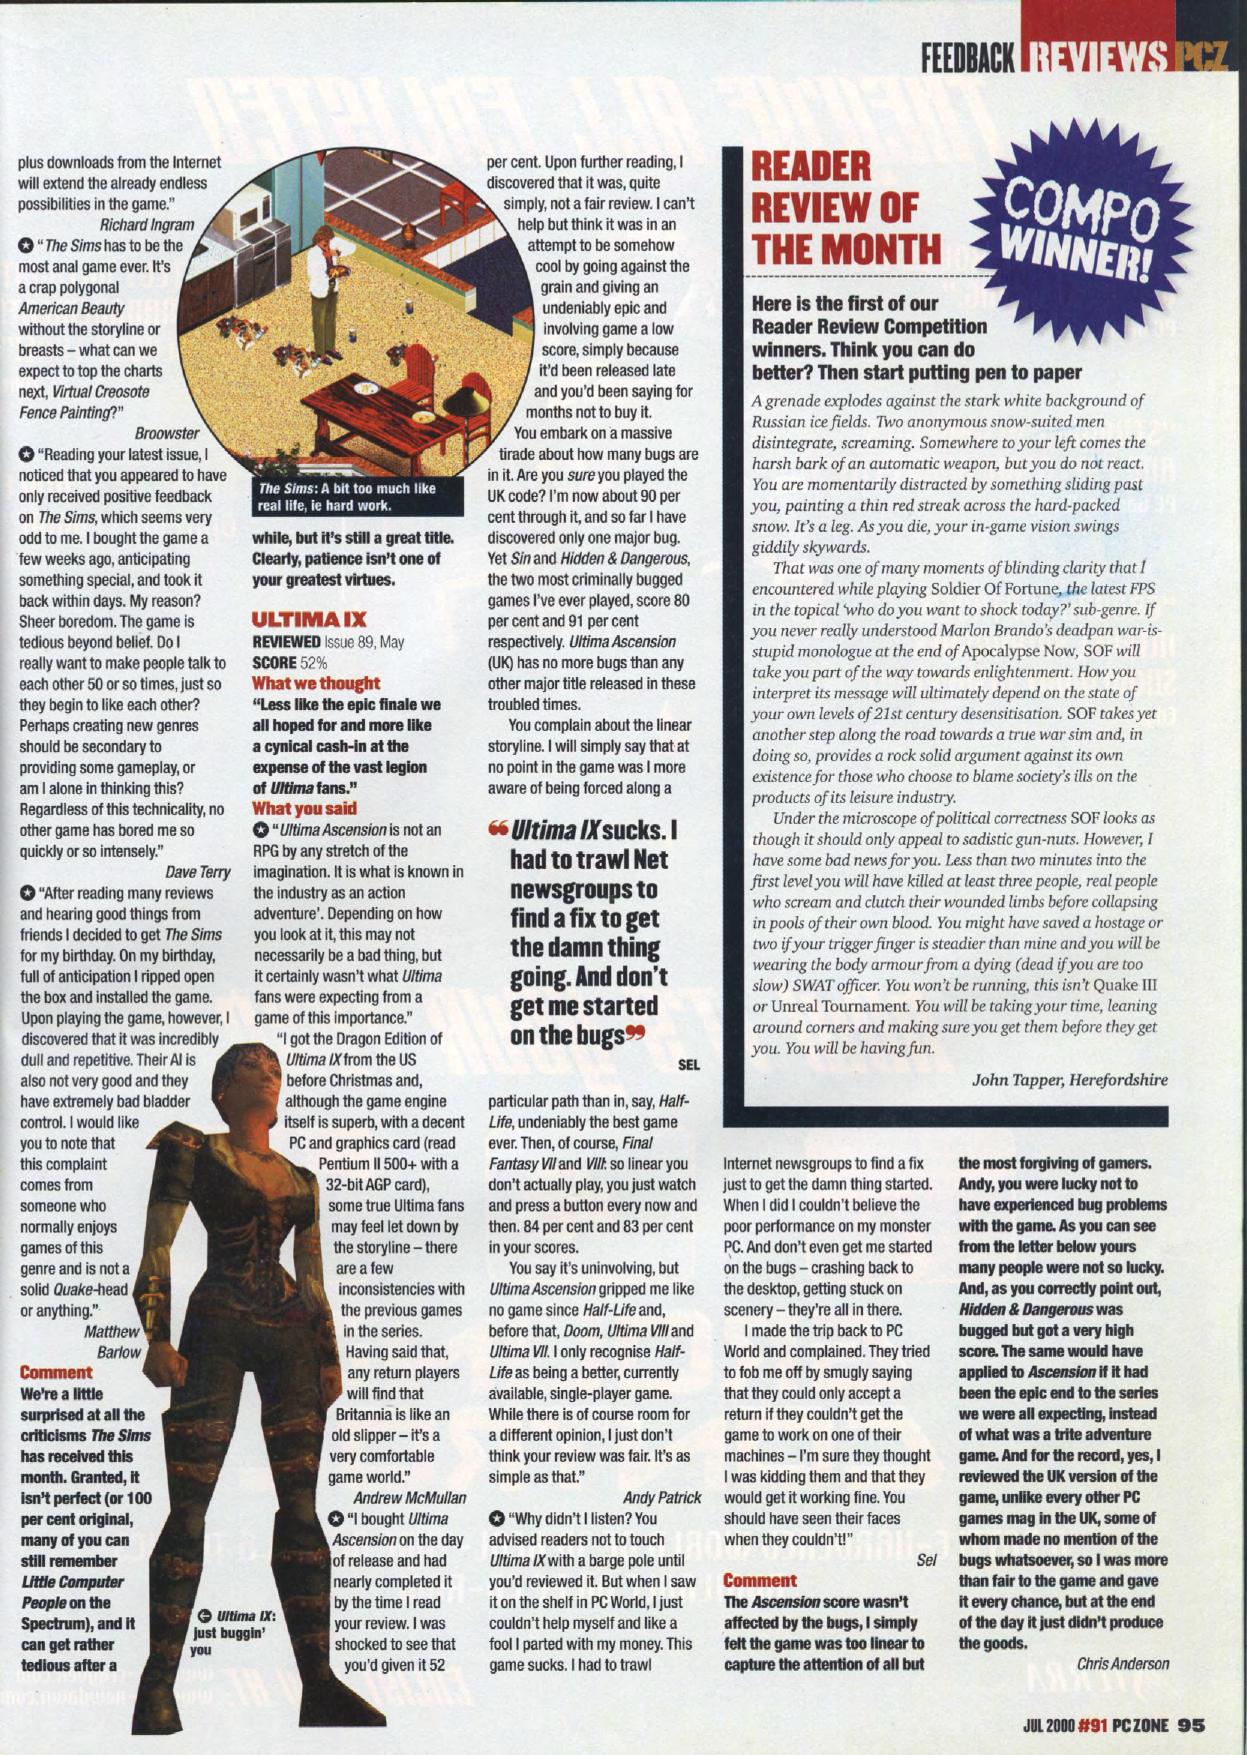 FEEDBACK REVIEWS PCZ
plus downloads from the Internet
will extend the already endless
possibilities in the game."
Richard Ingram
"The Sims has to be the
most anal game ever. It's
a crap polygonal
American Beauty
without the storyline or
breasts – what can we
expect to top the charts
next, Virtual Creosote
Fence Painting?"
Broowster
"Reading your latest issue, I
noticed that you appeared to have
only received positive feedback
on The Sims, which seems very
odd to me. I bought the game a
few weeks ago, anticipating
something special, and took it
back within days. My reason?
Sheer boredom. The game is
tedious beyond belief. Do I
really want to make people talk to
each other 50 or so times, just so
they begin to like each other?
Perhaps creating new genres
should be secondary to
providing some gameplay, or
am I alone in thinking this?
Regardless of this technicality, no
other game has bored me so
quickly or so intensely."
Dave Terry
"After reading many reviews
and hearing good things from
friends I decided to get The Sims
for my birthday. On my birthday,
full of anticipation I ripped open
the box and installed the game.
Upon playing the game, however, I
discovered that it was incredibly
dull and repetitive. Their AI is
also not very good and they
have extremely bad bladder
control. I would like
you to note that
this complaint
comes from
someone who
normally enjoys
games of this
genre and is not a
solid Quake-head
or anything."
Matthew
Barlow
Comment
We're a little
surprised at all the
criticisms The Sims
has received this
month. Granted, it
isn't perfect (or 100
per cent original,
many of you can
still remember
Little Computer
People on the
Spectrum), and it
can get rather
tedious after a
The Sims: A bit too much like
real life, ie hard work.
while, but it's still a great title.
Clearly, patience isn't one of
your greatest virtues.
ULTIMA IX
REVIEWED Issue 89, May
SCORE 52%
What we thought
"Less like the epic finale we
all hoped for and more like
a cynical cash-in at the
expense of the vast legion
of Ultima fans."
What you said
"Ultima Ascension is not an
RPG by any stretch of the
imagination. It is what is known in
the industry as an action
adventure'. Depending on how
you look at it, this may not
necessarily be a bad thing, but
it certainly wasn't what Ultima
fans were expecting from a
game of this importance."
"I got the Dragon Edition of
Ultima IX from the US
before Christmas and,
although the game engine
itself is superb, with a decent
PC and graphics card (read
Pentium II 500+ with a
32-bit AGP card),
some true Ultima fans
may feel let down by
the storyline – there
are a few
inconsistencies with
the previous games
in the series.
Having said that,
any return players
will find that
Britannia is like an
old slipper – it's a
very comfortable
game world."
Andrew McMullan
"I bought Ultima
Ascension on the day
of release and had
nearly completed it
by the time I read
your review. I was
shocked to see that
you'd given it 52
Ultima IX:
just buggin'
you
per cent. Upon further reading, I
discovered that it was, quite
simply, not a fair review. I can't
help but think it was in an
attempt to be somehow
cool by going against the
grain and giving an
undeniably epic and
involving game a low
score, simply because
it'd been released late
and you'd been saying for
months not to buy it.
You embark on a massive
tirade about how many bugs are
in it. Are you sure you played the
UK code? I'm now about 90 per
cent through it, and so far I have
discovered only one major bug.
Yet Sin and Hidden & Dangerous,
the two most criminally bugged
games I've ever played, score 80
per cent and 91 per cent
respectively. Ultima Ascension
(UK) has no more bugs than any
other major title released in these
troubled times.
You complain about the linear
storyline. I will simply say that at
no point in the game was I more
aware of being forced along a
"Ultima IX sucks. I
had to trawl Net
newsgroups to
find a fix to get
the damn thing
going. And don't
get me started
on the bugs"
SEL
particular path than in, say, Half-
Life, undeniably the best game
ever. Then, of course, Final
Fantasy VII and VIII: so linear you
don't actually play, you just watch
and press a button every now and
then. 84 per cent and 83 per cent
in your scores.
You say it's uninvolving, but
Ultima Ascension gripped me like
no game since Half-Life and,
before that, Doom, Ultima VIII and
Ultima VII. I only recognise Half-
Life as being a better, currently
available, single-player game.
While there is of course room for
a different opinion, I just don't
think your review was fair. It's as
simple as that."
Andy Patrick
"Why didn't I listen? You
advised readers not to touch
Ultima IX with a barge pole until
you'd reviewed it. But when I saw
it on the shelf in PC World, I just
couldn't help myself and like a
fool I parted with my money. This
game sucks. I had to trawl
READER
REVIEW OF
THE MONTH
COMPO
WINNER!
Here is the first of our
Reader Review Competition
winners. Think you can do
better? Then start putting pen to paper
A grenade explodes against the stark white background of
Russian ice fields. Two anonymous snow-suited men
disintegrate, screaming. Somewhere to your left comes the
harsh bark of an automatic weapon, but you do not react.
You are momentarily distracted by something sliding past
you, painting a thin red streak across the hard-packed
snow. It's a leg. As you die, your in-game vision swings
giddily skywards.
That was one of many moments of blinding clarity that I
encountered while playing Soldier Of Fortune, the latest FPS
in the topical 'who do you want to shock today?' sub-genre. If
you never really understood Marlon Brando's deadpan war-is-
stupid monologue at the end of Apocalypse Now, SOF will
take you part of the way towards enlightenment. How you
interpret its message will ultimately depend on the state of
your own levels of 21st century desensitisation. SOF takes yet
another step along the road towards a true war sim and, in
doing so, provides a rock solid argument against its own
existence for those who choose to blame society's ills on the
products of its leisure industry.
Under the microscope of political correctness SOF looks as
though it should only appeal to sadistic gun-nuts. However, I
have some bad news for you. Less than two minutes into the
first level you will have killed at least three people, real people
who scream and clutch their wounded limbs before collapsing
in pools of their own blood. You might have saved a hostage or
two if your trigger finger is steadier than mine and you will be
wearing the body armour from a dying (dead if you are too
slow) SWAT officer. You won't be running, this isn't Quake III
or Unreal Tournament. You will be taking your time, leaning
around corners and making sure you get them before they get
you. You will be having fun.
John Tapper, Herefordshire
Internet newsgroups to find a fix
just to get the damn thing started.
When I did I couldn't believe the
poor performance on my monster
PC. And don't even get me started
on the bugs – crashing back to
the desktop, getting stuck on
scenery – they're all in there.
I made the trip back to PC
World and complained. They tried
to fob me off by smugly saying
that they could only accept a
return if they couldn't get the
game to work on one of their
machines – I'm sure they thought
I was kidding them and that they
would get it working fine. You
should have seen their faces
when they couldn't!"
Sel
Comment
The Ascension score wasn't
affected by the bugs, I simply
felt the game was too linear to
capture the attention of all but
the most forgiving of gamers.
Andy, you were lucky not to
have experienced bug problems
with the game. As you can see
from the letter below yours
many people were not so lucky.
And, as you correctly point out,
Hidden & Dangerous was
bugged but got a very high
score. The same would have
applied to Ascension if it had
been the epic end to the series
we were all expecting, instead
of what was a trite adventure
game. And for the record, yes, I
reviewed the UK version of the
game, unlike every other PC
games mag in the UK, some of
whom made no mention of the
bugs whatsoever, so I was more
than fair to the game and gave
it every chance, but at the end
of the day it just didn't produce
the goods.
Chris Anderson
JUL 2000 #91 PC ZONE 95